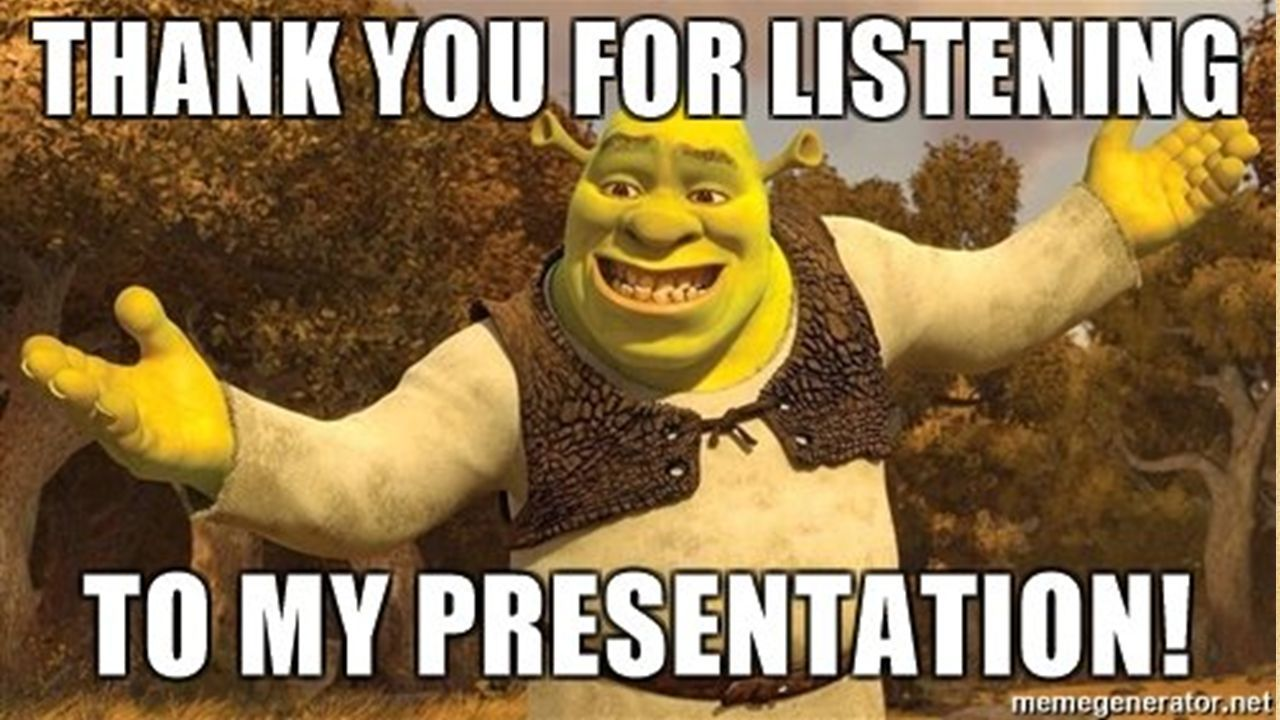 THANK YOU FOR LISTENING
TO MY PRESENTATION!
memegenerator.net